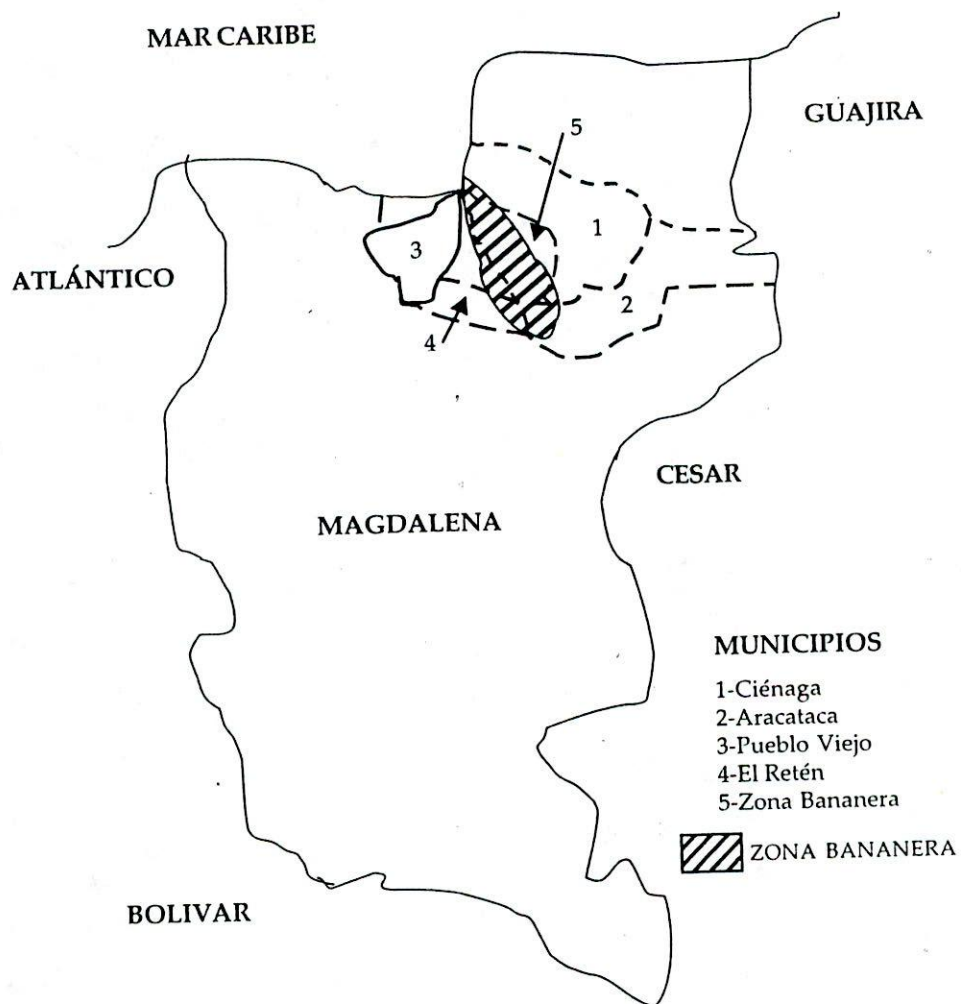 MAR CARIBE
GUAJIRA
5
1
3
ATLÁNTICO
2
4
CESAR
MAGDALENA
MUNICIPIOS
1-Ciénaga
2-Aracataca
3-Pueblo Viejo
4-El Retén
5-Zona Bananera
ZONA BANANERA
BOLIVAR